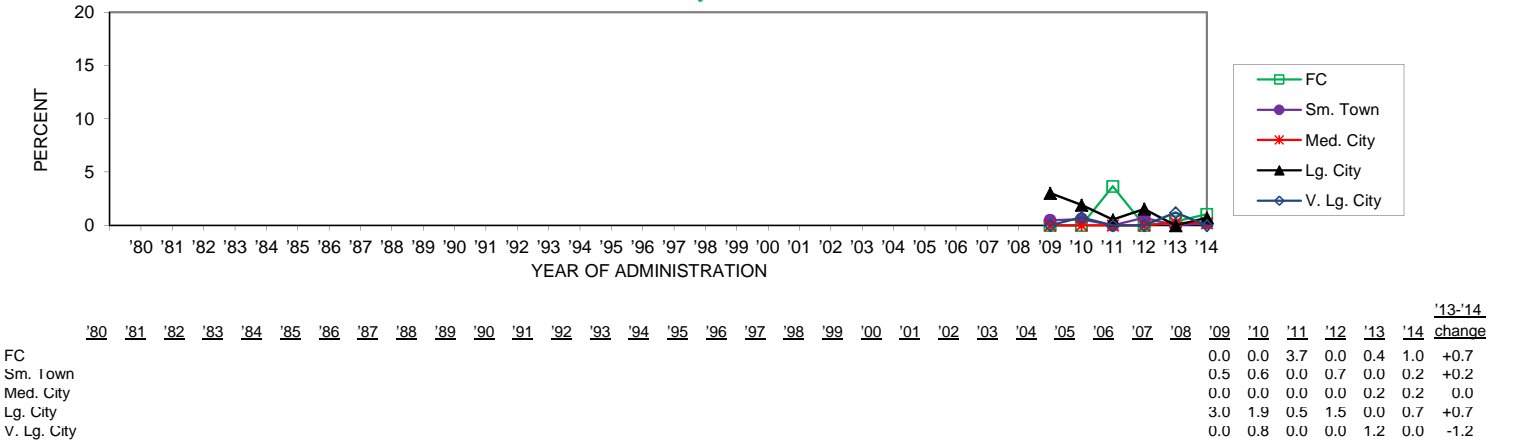 20
15
10
5
0
PERCENT
'80 '81 '82 '83 '84 '85 '86 '87 '88 '89 '90 '91 '92 '93 '94 '95 '96 '97 '98 '99 '00 '01 '02 '03 '04 '05 '06 '07 '08 '09 '10 '11 '12 '13 '14
YEAR OF ADMINISTRATION
FC
Sm. Town
Med. City
Lg. City
V. Lg. City
'13-'14
'80 '81 '82 '83 '84 '85 '86 '87 '88 '89 '90 '91 '92 '93 '94 '95 '96 '97 '98 '99 '00 '01 '02 '03 '04 '05 '06 '07 '08 '09 '10 '11 '12 '13 '14 change
FC 0.0 0.0 3.7 0.0 0.4 1.0 +0.7
Sm. Town 0.5 0.6 0.0 0.7 0.0 0.2 +0.2
Med. City 0.0 0.0 0.0 0.0 0.2 0.2 0.0
Lg. City 3.0 1.9 0.5 1.5 0.0 0.7 +0.7
V. Lg. City 0.0 0.8 0.0 0.0 1.2 0.0 -1.2